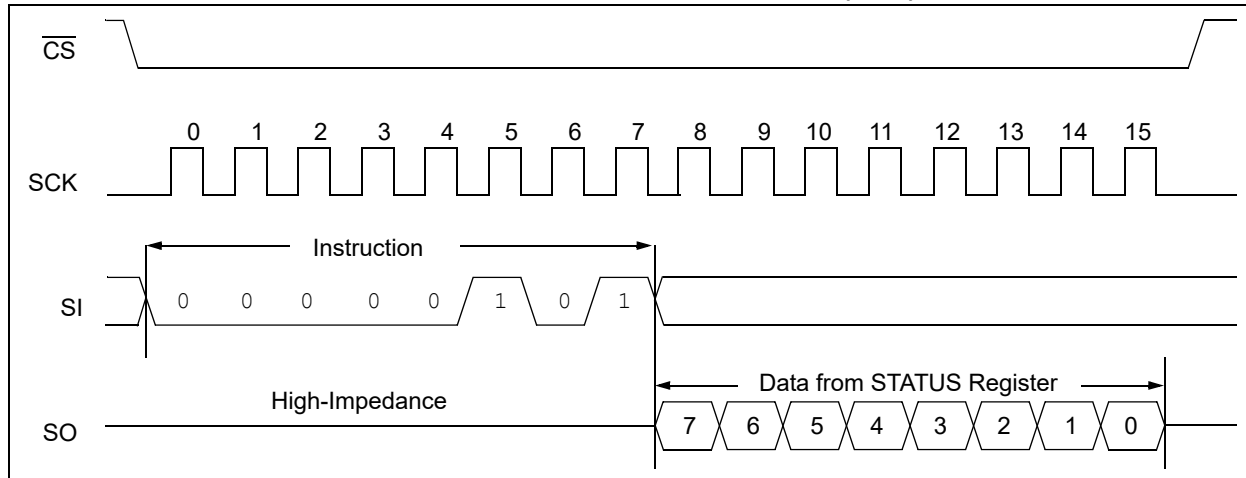 CS
0 1 2 3 4 5 6 7 8 9 10 11 12 13 14 15
SCK
Instruction
SI
0 0 0 0 0 1 0 1
Data from STATUS Register
High-Impedance
SO
7 6 5 4 3 2 1 0